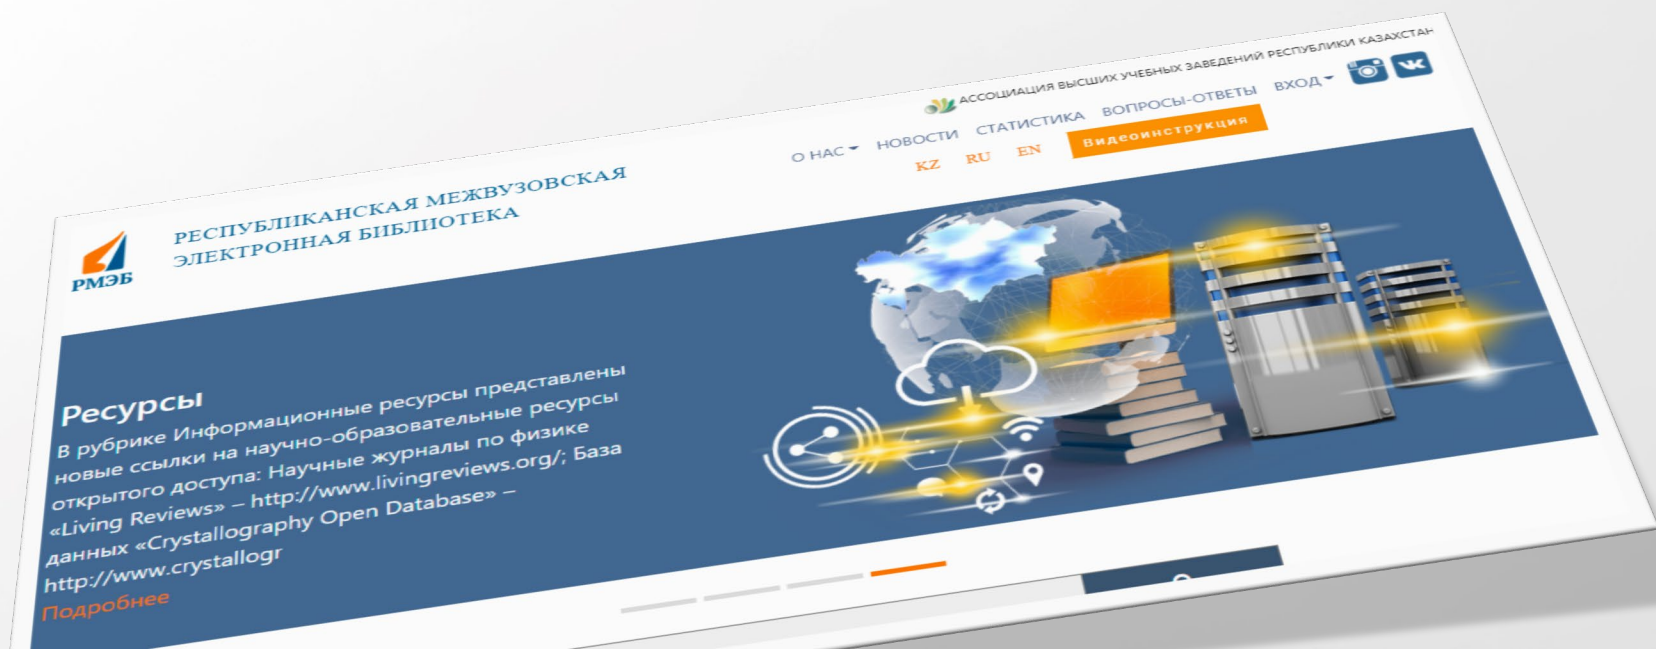 АССОЦИАЦИЯ ВЫСШИХ УЧЕБНЫХ ЗАВЕДЕНИЙ РЕСПУБЛИКИ КАЗАХСТАН
О НАС НОВОСТИ СТАТИСТИКА ВОПРОСЫ-ОТВЕТЫ ВХОД
KZ RU EN Видеоинструкция
РМЭБ
РЕСПУБЛИКАНСКАЯ МЕЖВУЗОВСКАЯ
ЭЛЕКТРОННАЯ БИБЛИОТЕКА
Ресурсы
В рубрике Информационные ресурсы представлены
новые ссылки на научно-образовательные ресурсы
открытого доступа: Научные журналы по физике
«Living Reviews» – http://www.livingreviews.org/; База
данных «Crystallography Open Database» –
http://www.crystallogr
Подробнее